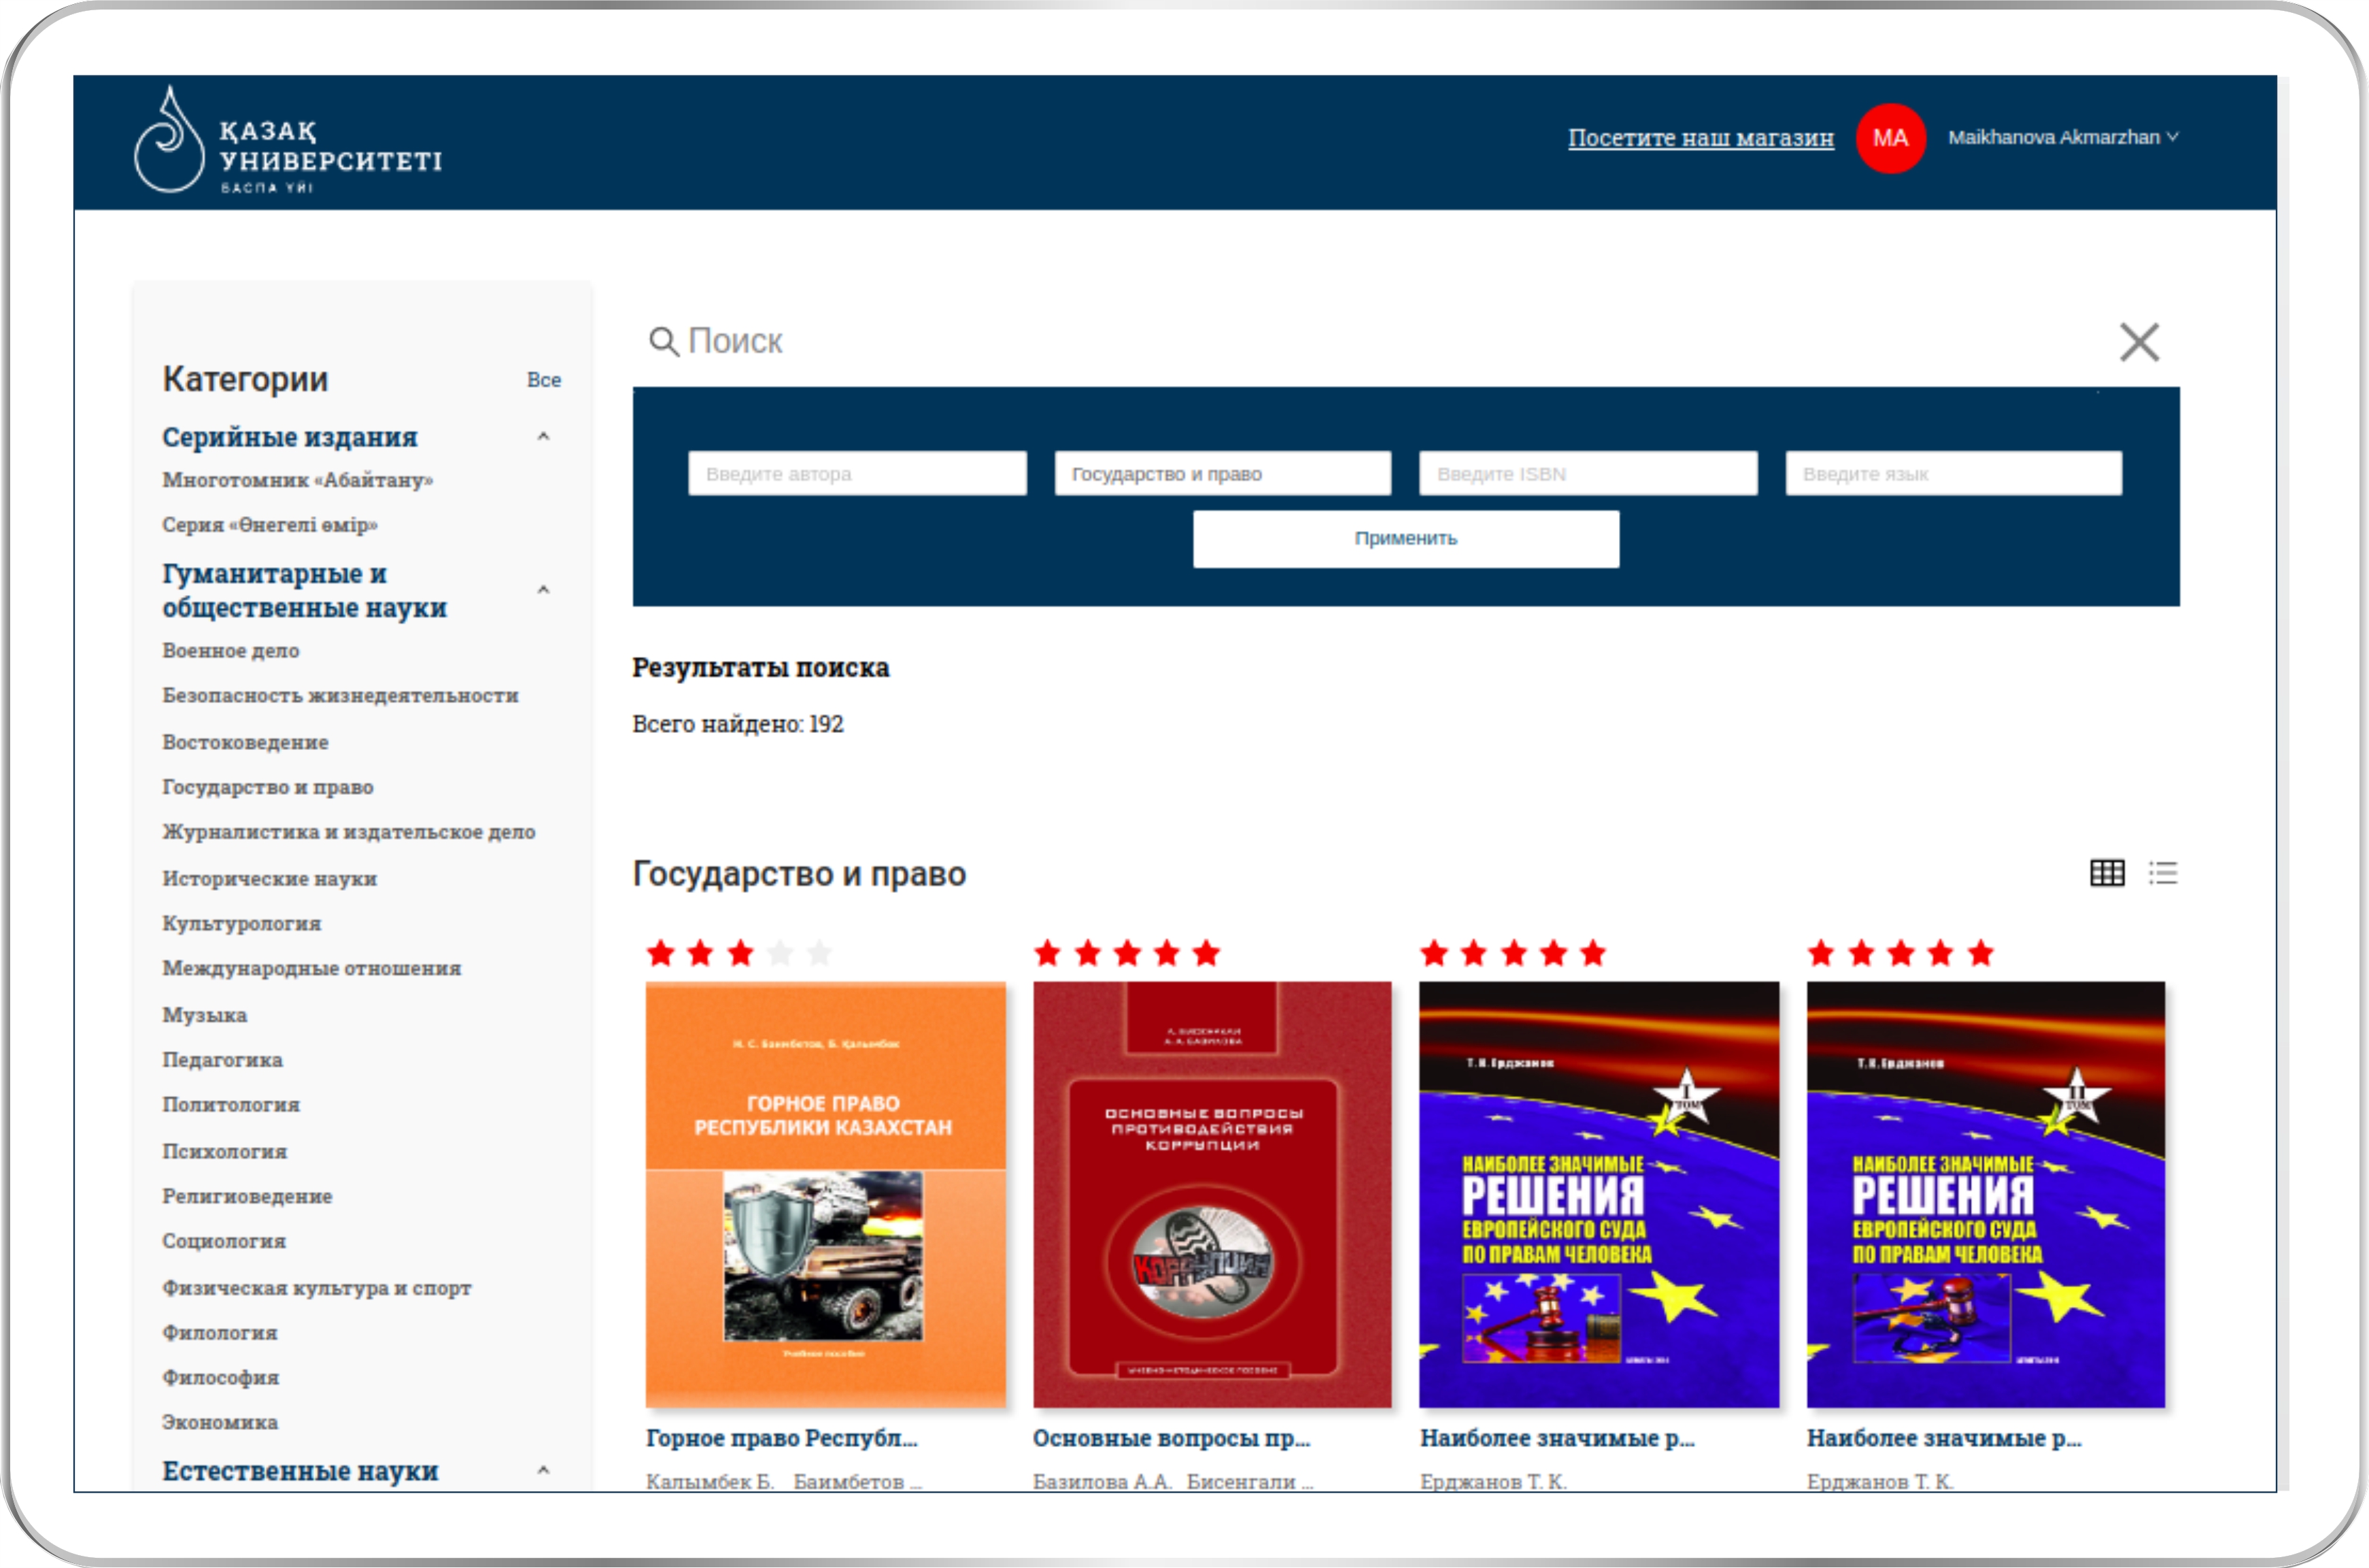 ҚАЗАҚ
УНИВЕРСИТЕТІ
БАСПА ҮЙІ
Посетите наш магазин
MA
Maikhanova Akmarzhan
Категории
Все
Серийные издания
Многотомник «Абайтану»
Серия «Өнегелі өмір»
Гуманитарные и
общественные науки
Военное дело
Безопасность жизнедеятельности
Востоковедение
Государство и право
Журналистика и издательское дело
Исторические науки
Культурология
Международные отношения
Музыка
Педагогика
Политология
Психология
Религиоведение
Социология
Физическая культура и спорт
Филология
Философия
Экономика
Естественные науки
Поиск
Введите автора
Государство и право
Введите ISBN
Введите язык
Применить
Результаты поиска
Всего найдено: 192
Государство и право
Н. С. Баимбетов, Б. Қалымбек
ГОРНОЕ ПРАВО
РЕСПУБЛИКИ КАЗАХСТАН
Учебное пособие
Горное право Республ...
Калымбек Б. Баимбетов ...
А. БИСЕНГАЛИ
А. А. БАЗИЛОВА
ОСНОВНЫЕ ВОПРОСЫ
ПРОТИВОДЕЙСТВИЯ
КОРРУПЦИИ
КОРРУПЦИЯ
УЧЕБНО-МЕТОДИЧЕСКОЕ ПОСОБИЕ
Основные вопросы пр...
Базилова А.А. Бисенгали ...
Т.К.Ерджанов
I
ТОМ
НАИБОЛЕЕ ЗНАЧИМЫЕ
РЕШЕНИЯ
ЕВРОПЕЙСКОГО СУДА
ПО ПРАВАМ ЧЕЛОВЕКА
Наиболее значимые р...
Ерджанов Т. К.
Т.К.Ерджанов
II
ТОМ
НАИБОЛЕЕ ЗНАЧИМЫЕ
РЕШЕНИЯ
ЕВРОПЕЙСКОГО СУДА
ПО ПРАВАМ ЧЕЛОВЕКА
Наиболее значимые р...
Ерджанов Т. К.